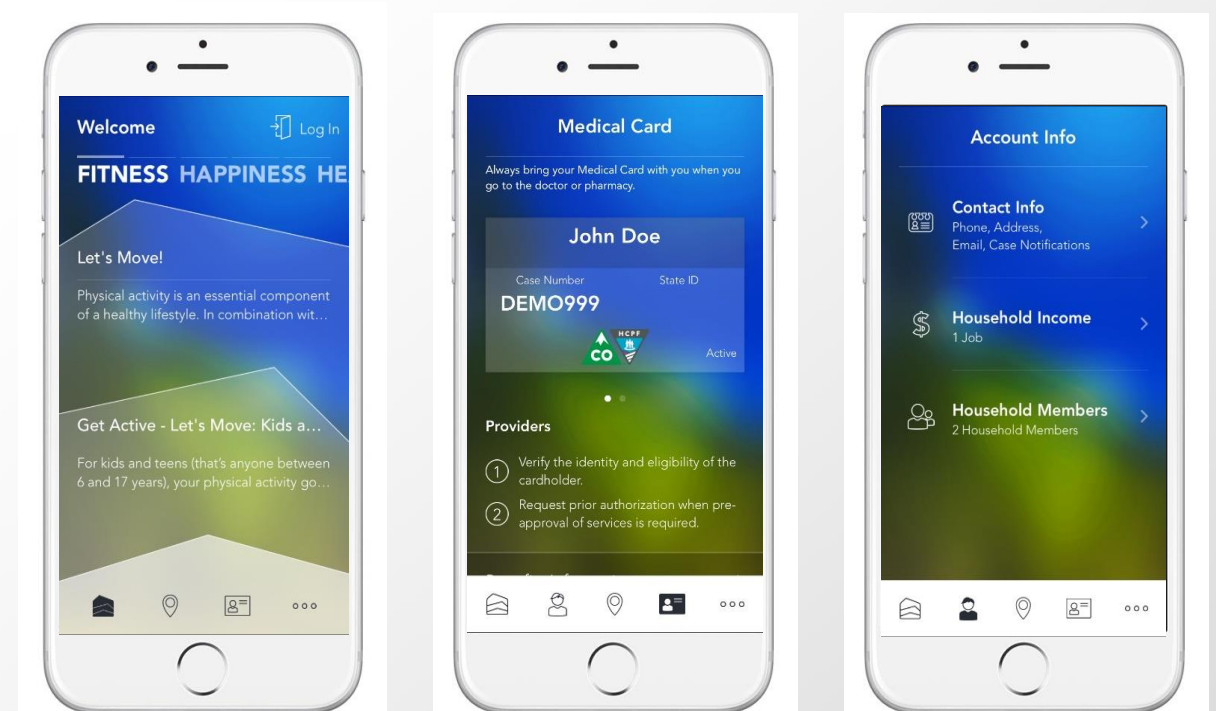 Welcome
Log In
FITNESS HAPPINESS HE
Let's Move!
Physical activity is an essential component
of a healthy lifestyle. In combination wit...
Get Active - Let's Move: Kids a...
For kids and teens (that's anyone between
6 and 17 years), your physical activity go...
Medical Card
Always bring your Medical Card with you when you
go to the doctor or pharmacy.
John Doe
Case Number
State ID
DEMO999
CO
HCPF
Active
Providers
1 Verify the identity and eligibility of the
cardholder.
2 Request prior authorization when pre-
approval of services is required.
Account Info
Contact Info
Phone, Address,
Email, Case Notifications
Household Income
1 Job
Household Members
2 Household Members